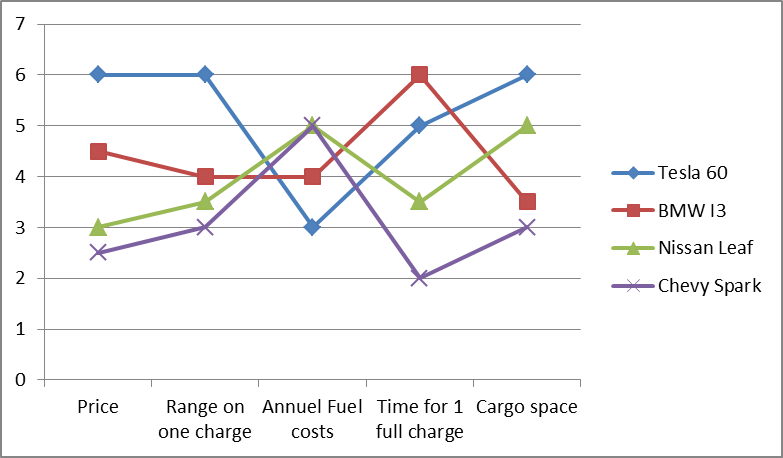 7
6
5
4
3
2
1
0
Price
Range on
one charge
Annuel Fuel
costs
Time for 1
full charge
Cargo space
Tesla 60
BMW I3
Nissan Leaf
Chevy Spark